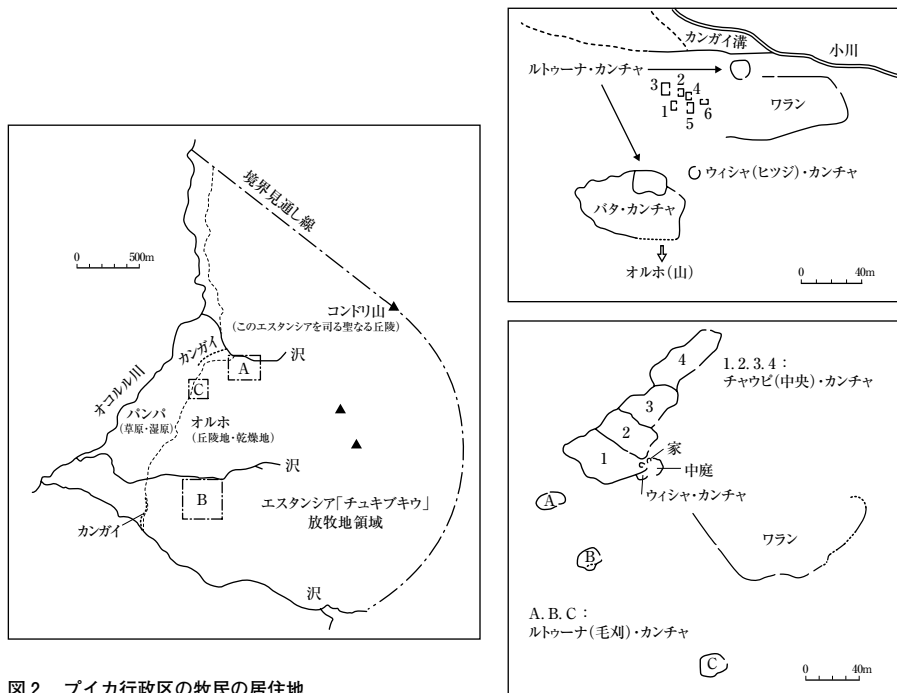 境界見通し線
0 500m
コンドリ山
(このエスタンシアを司る聖なる丘陵)
カンガイ
沢
A
C
オコルル川
パンパ
(草原・湿原)
オルホ
(丘陵地・乾燥地)
沢
B
エスタンシア「チュキブキウ」
放牧地領域
カンガイ
沢
図2 プイカ行政区の牧民の居住地
カンガイ溝
小川
ルトゥーナ・カンチャ
3 2 4
1 5 6
ワラン
ウィシャ(ヒツジ)・カンチャ
パタ・カンチャ
オルホ(山)
0 40m
4
1.2.3.4:
チャウピ(中央)・カンチャ
3
2
1
家
中庭
ウィシャ・カンチャ
A
ワラン
B
A.B.C:
ルトゥーナ(毛刈)・カンチャ
C
0 40m